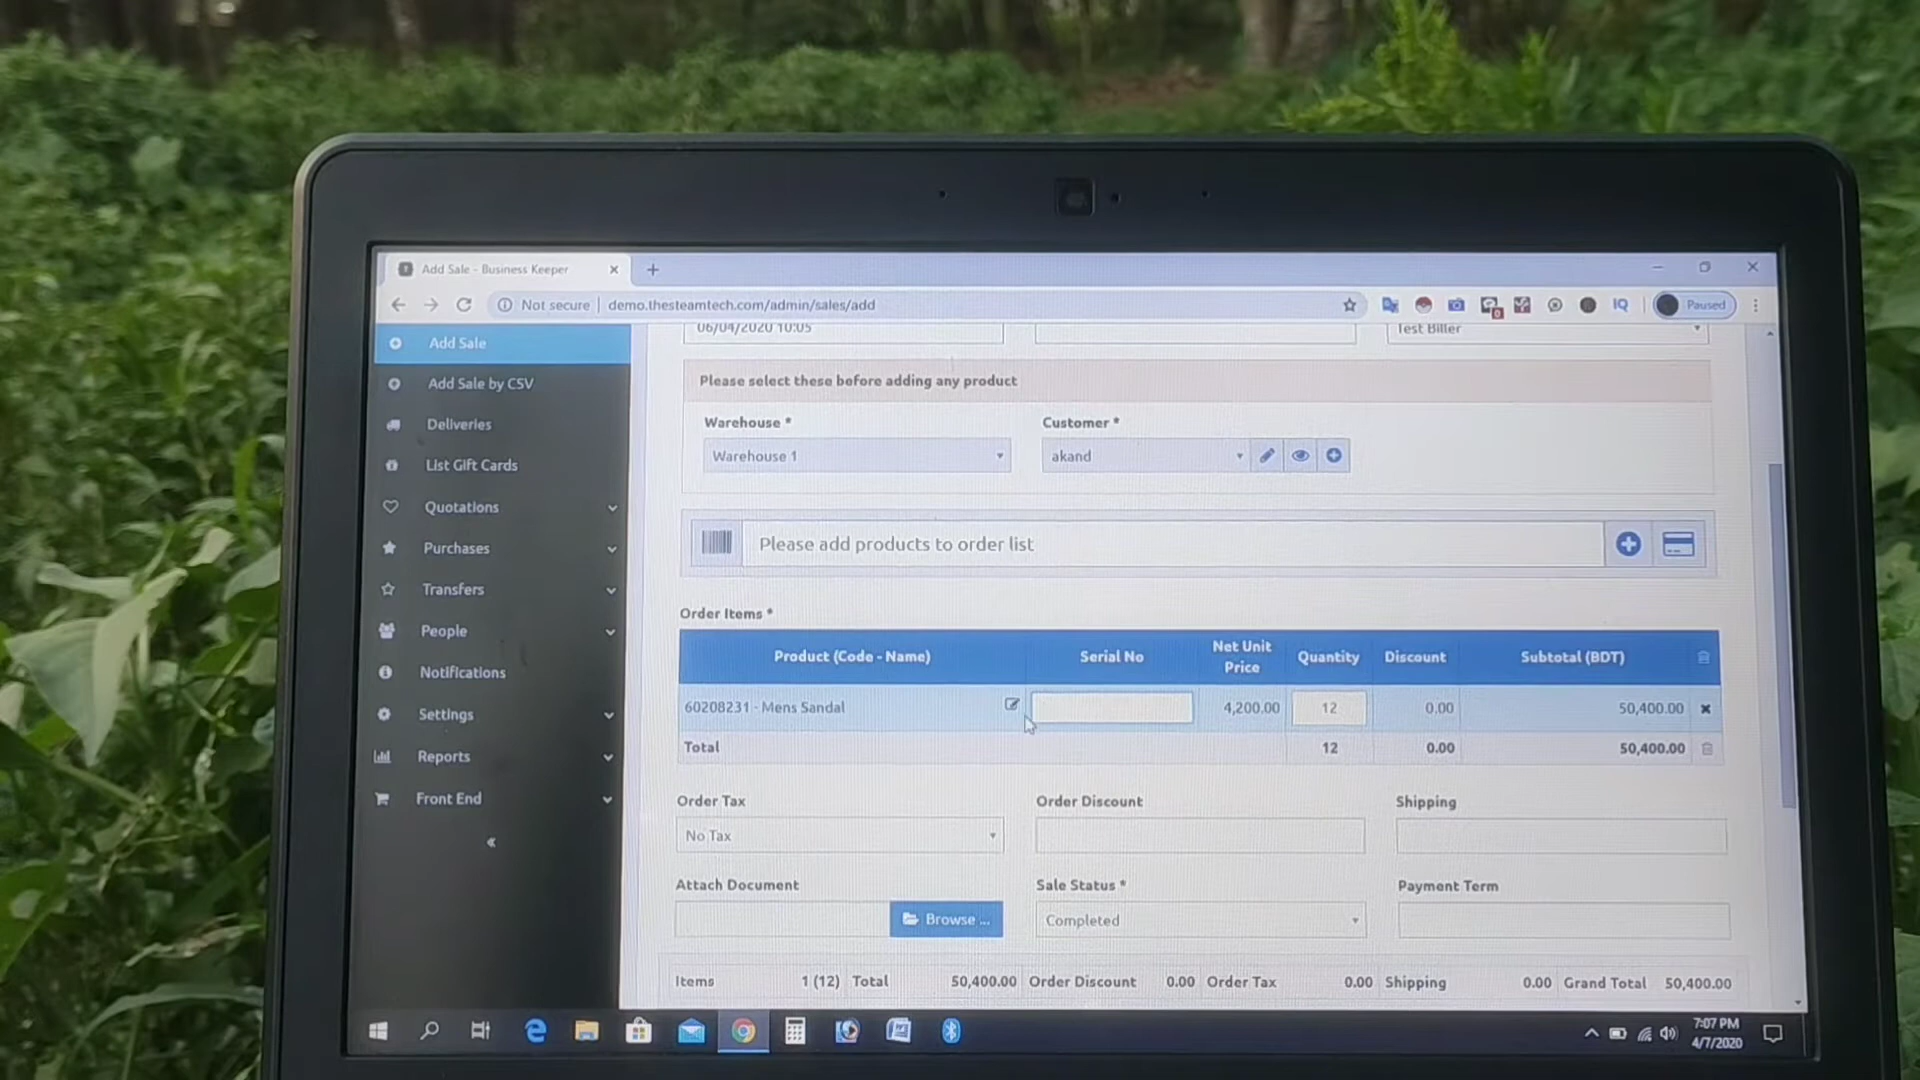 Add Sale - Business Keeper
Not secure | demo.thesteamtech.com/admin/sales/add
IQ
Paused
Add Sale
Add Sale by CSV
Deliveries
List Gift Cards
Quotations
Purchases
Transfers
People
Notifications
Settings
Reports
Front End
06/04/2020 10:05
Test Biller
Please select these before adding any product
Warehouse *
Customer *
Warehouse 1
akand
Please add products to order list
Order Items *
Product (Code - Name)
Serial No
Net Unit Price
Quantity
Discount
Subtotal (BDT)
60208231 - Mens Sandal
4,200.00
12
0.00
50,400.00
Total
12
0.00
50,400.00
Order Tax
Order Discount
Shipping
No Tax
Attach Document
Sale Status *
Payment Term
Browse ...
Completed
Items 1 (12) Total 50,400.00 Order Discount 0.00 Order Tax 0.00 Shipping 0.00 Grand Total 50,400.00
7:07 PM
4/7/2020